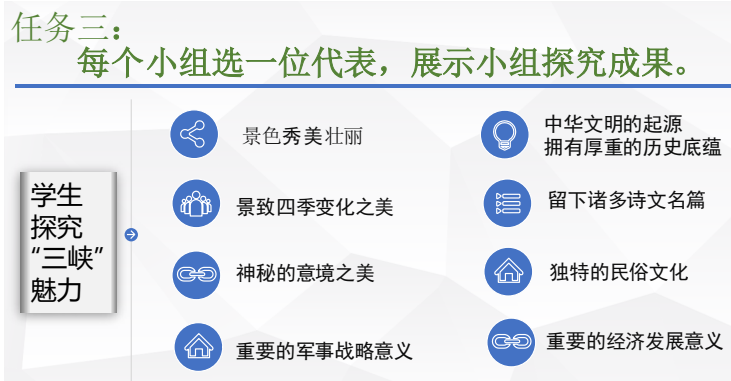 任务三：
每个小组选一位代表，展示小组探究成果。
学生
探究
“三峡”
魅力
景色秀美壮丽
景致四季变化之美
神秘的意境之美
重要的军事战略意义
中华文明的起源
拥有厚重的历史底蕴
留下诸多诗文名篇
独特的民俗文化
重要的经济发展意义